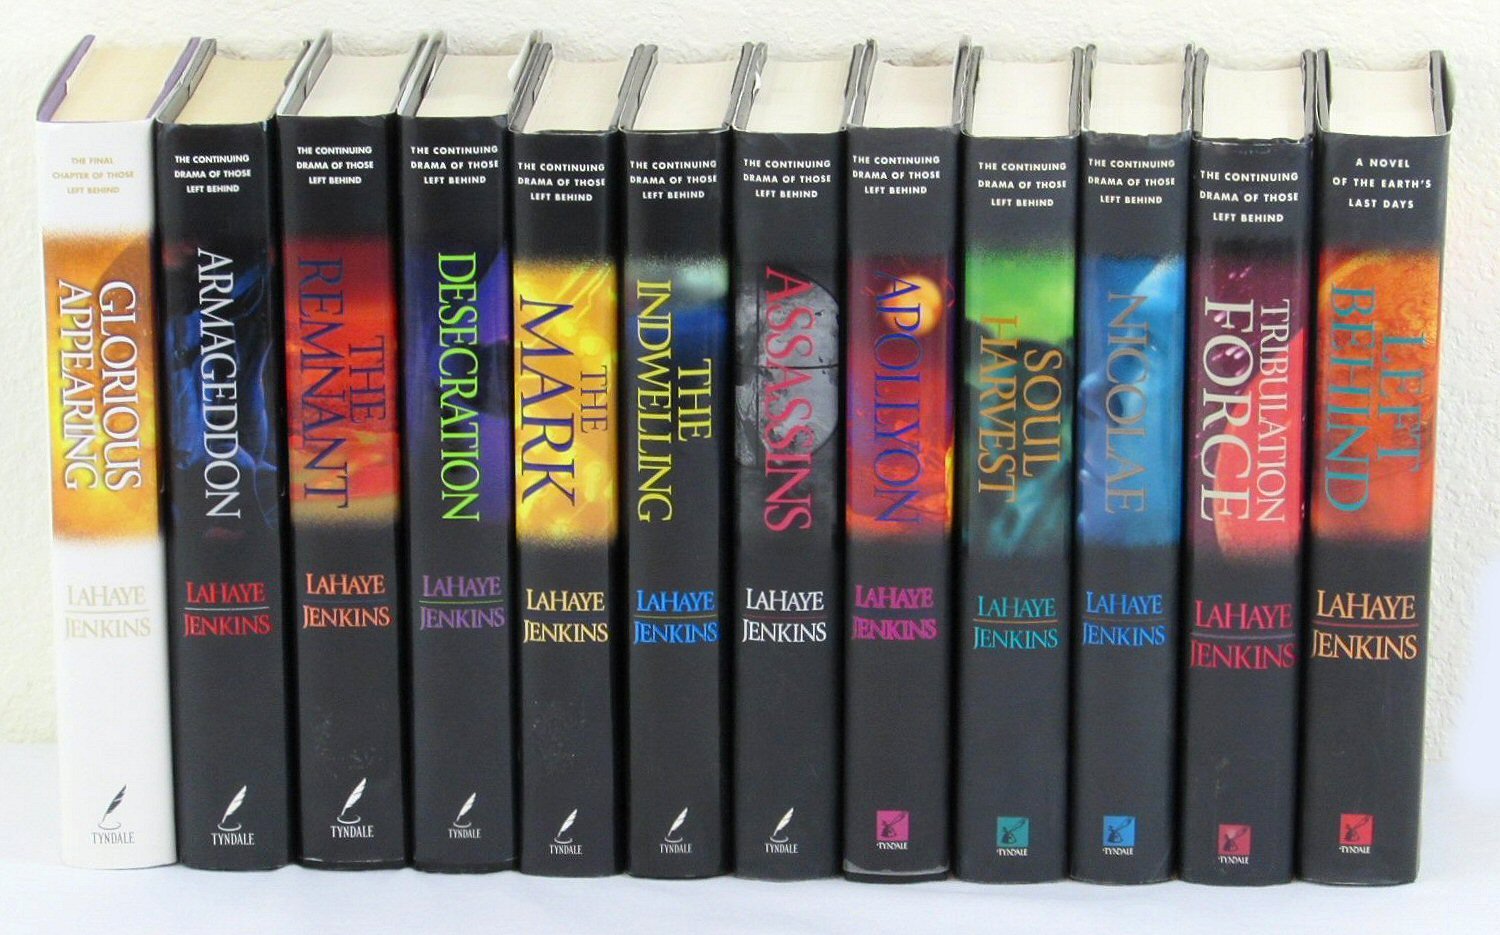 THE FINAL
CHAPTER OF THOSE
LEFT BEHIND
GLORIOUS
APPEARING
LAHAYE
JENKINS
TYNDALE
THE CONTINUING
DRAMA OF THOSE
LEFT BEHIND
ARMAGEDDON
LAHAYE
JENKINS
TYNDALE
THE CONTINUING
DRAMA OF THOSE
LEFT BEHIND
THE
REMNANT
LAHAYE
JENKINS
TYNDALE
THE CONTINUING
DRAMA OF THOSE
LEFT BEHIND
DESECRATION
LAHAYE
JENKINS
TYNDALE
THE CONTINUING
DRAMA OF THOSE
LEFT BEHIND
THE
MARK
LAHAYE
JENKINS
TYNDALE
THE CONTINUING
DRAMA OF THOSE
LEFT BEHIND
THE
INDWELLING
LAHAYE
JENKINS
TYNDALE
THE CONTINUING
DRAMA OF THOSE
LEFT BEHIND
ASSASSINS
LAHAYE
JENKINS
TYNDALE
THE CONTINUING
DRAMA OF THOSE
LEFT BEHIND
APOLLYON
LAHAYE
JENKINS
TYNDALE
THE CONTINUING
DRAMA OF THOSE
LEFT BEHIND
SOUL
HARVEST
LAHAYE
JENKINS
TYNDALE
THE CONTINUING
DRAMA OF THOSE
LEFT BEHIND
NICOLAE
LAHAYE
JENKINS
TYNDALE
THE CONTINUING
DRAMA OF THOSE
LEFT BEHIND
TRIBULATION
FORCE
LAHAYE
JENKINS
TYNDALE
A NOVEL
OF THE EARTH'S
LAST DAYS
LEFT
BEHIND
LAHAYE
JENKINS
TYNDALE